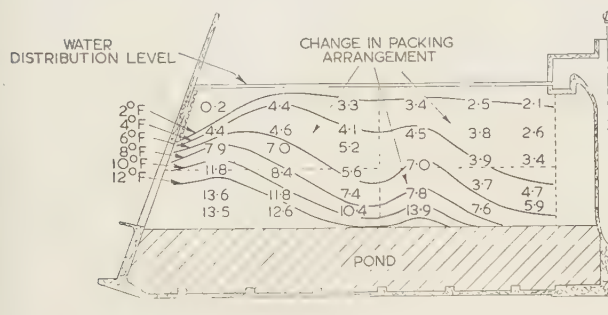 WATER
DISTRIBUTION LEVEL
CHANGE IN PACKING
ARRANGEMENT
2°F
4°F
6°F
8°F
10°F
12°F
0.2 4.4 3.3 3.4 2.5 2.1
4.4 4.6 4.1 4.5 3.8 2.6
7.9 7.0 5.2
11.8 8.4 5.6 7.0 3.9 3.4
13.6 11.8 7.4 7.8 3.7 4.7
13.5 12.6 10.4 13.9 7.6 5.9
POND